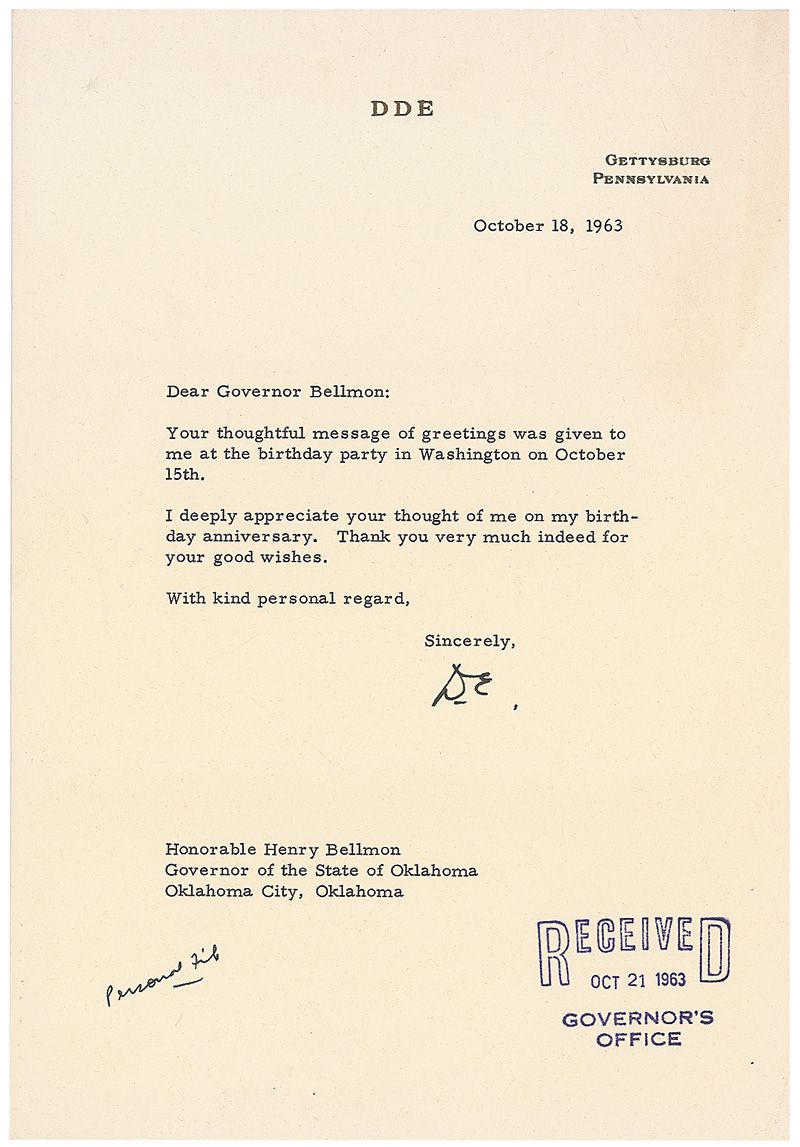 DDE
GETTYSBURG
PENNSYLVANIA
October 18, 1963
Dear Governor Bellmon:
Your thoughtful message of greetings was given to
me at the birthday party in Washington on October
15th.
I deeply appreciate your thought of me on my birth-
day anniversary. Thank you very much indeed for
your good wishes.
With kind personal regard,
Sincerely,
DE
Honorable Henry Bellmon
Governor of the State of Oklahoma
Oklahoma City, Oklahoma
Personal File
RECEIVED
OCT 21 1963
GOVERNOR'S
OFFICE